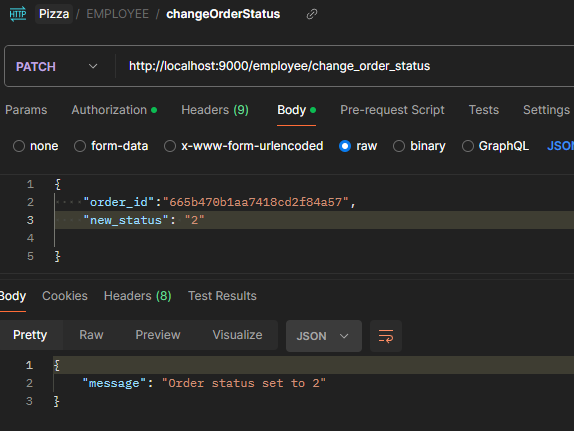 HTTP Pizza / EMPLOYEE / changeOrderStatus
PATCH http://localhost:9000/employee/change_order_status
Params Authorization Headers (9) Body Pre-request Script Tests Settings
none form-data x-www-form-urlencoded raw binary GraphQL JSON
1 {
2 "order_id":"665b470b1aa7418cd2f84a57",
3 "new_status": "2"
4
5 }
Body Cookies Headers (8) Test Results
Pretty Raw Preview Visualize JSON
1 {
2 "message": "Order status set to 2"
3 }